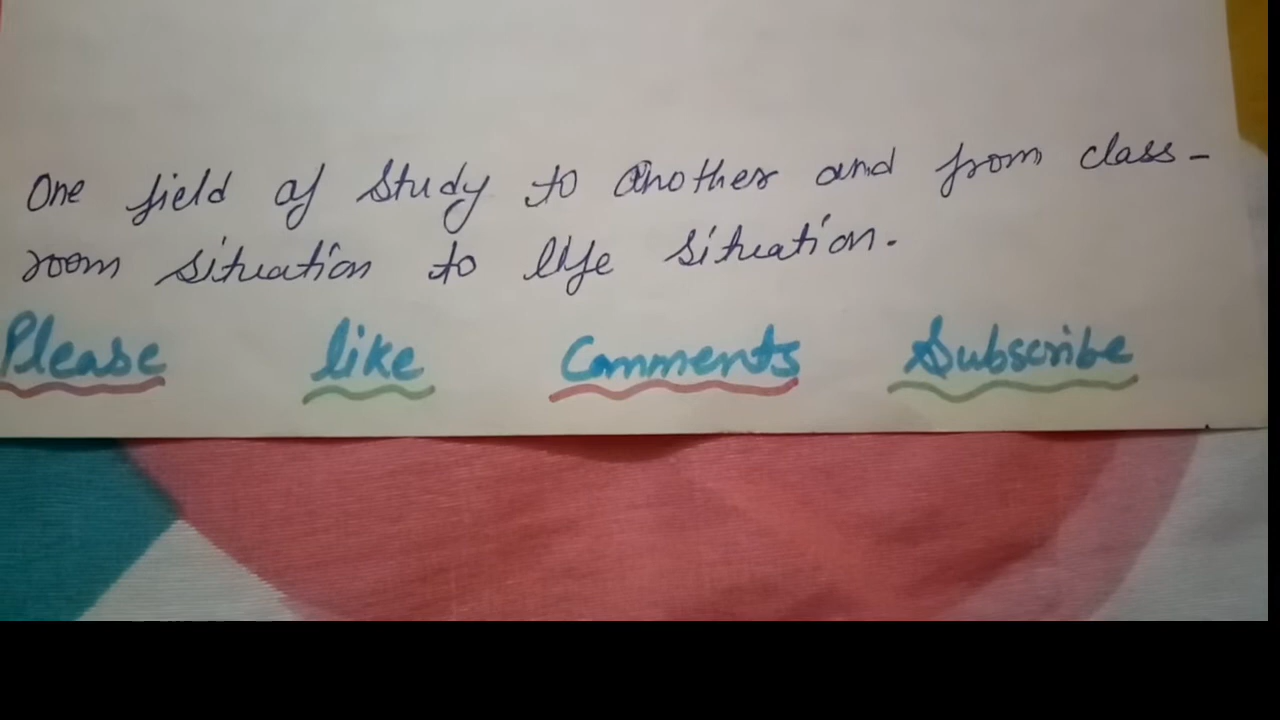 One field of Study to another and from class-
room situation to life situation.
Please like Comments Subscribe